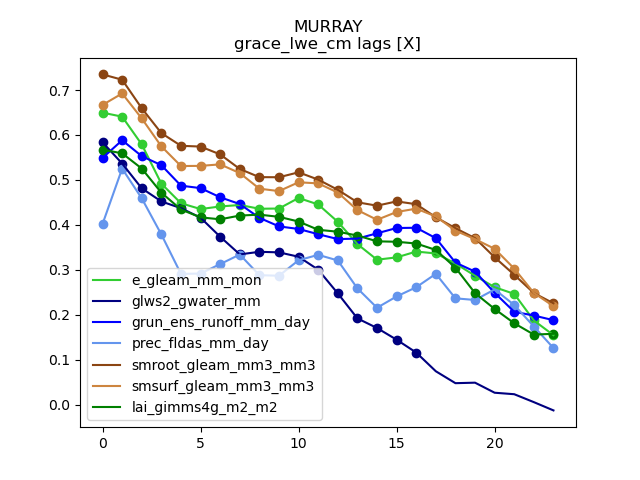 MURRAY
grace_lwe_cm lags [X]
0.7
0.6
0.5
0.4
0.3
0.2
0.1
0.0
e_gleam_mm_mon
glws2_gwater_mm
grun_ens_runoff_mm_day
prec_fldas_mm_day
smroot_gleam_mm3_mm3
smsurf_gleam_mm3_mm3
lai_gimms4g_m2_m2
0 5 10 15 20